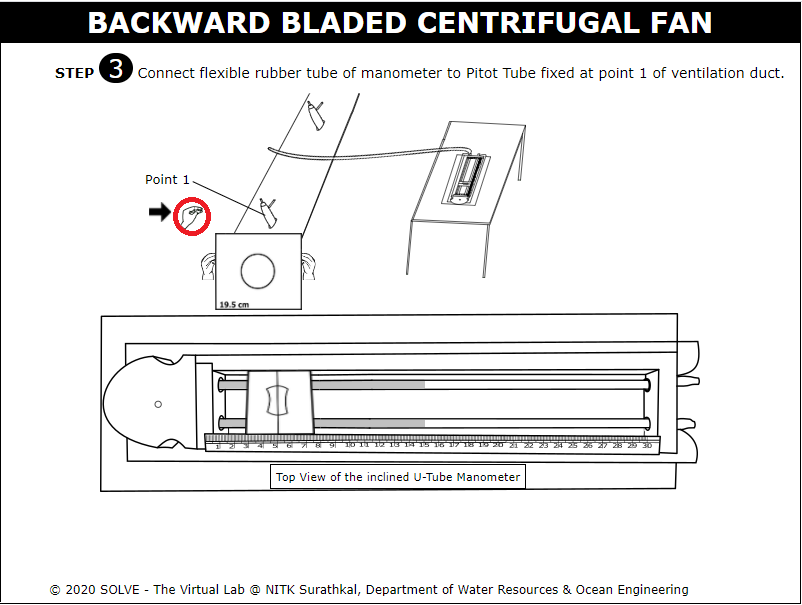 BACKWARD BLADED CENTRIFUGAL FAN
STEP 3 Connect flexible rubber tube of manometer to Pitot Tube fixed at point 1 of ventilation duct.
Point 1
19.5 cm
1 2 3 4 5 6 7 8 9 10 11 12 13 14 15 16 17 18 19 20 21 22 23 24 25 26 27 28 29 30
Top View of the inclined U-Tube Manometer
© 2020 SOLVE - The Virtual Lab @ NITK Surathkal, Department of Water Resources & Ocean Engineering